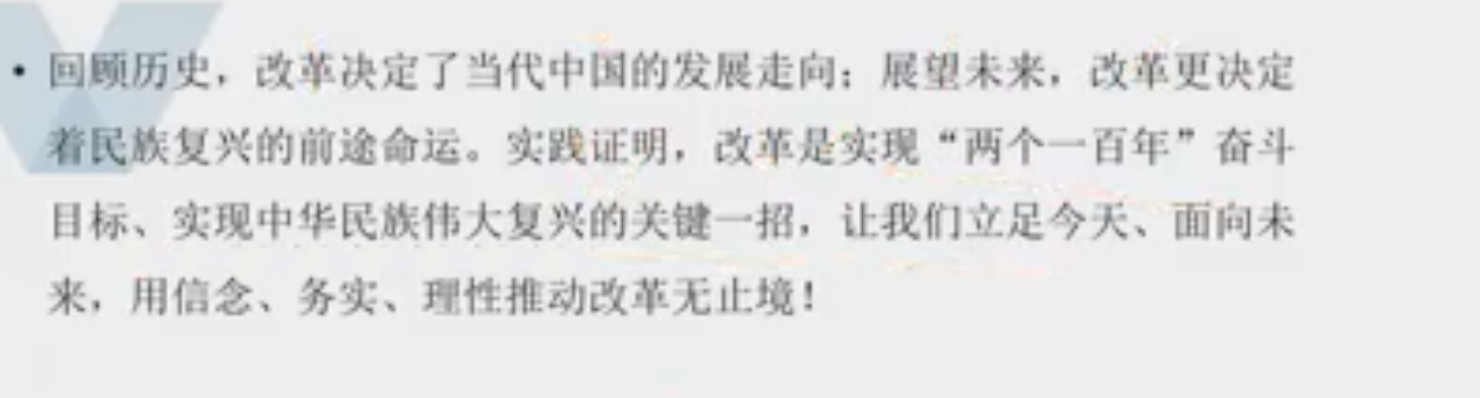 • 回顾历史，改革决定了当代中国的发展走向；展望未来，改革更决定
着民族复兴的前途命运。实践证明，改革是实现“两个一百年”奋斗
目标、实现中华民族伟大复兴的关键一招，让我们立足今天、面向未
来，用信念、务实、理性推动改革无止境！